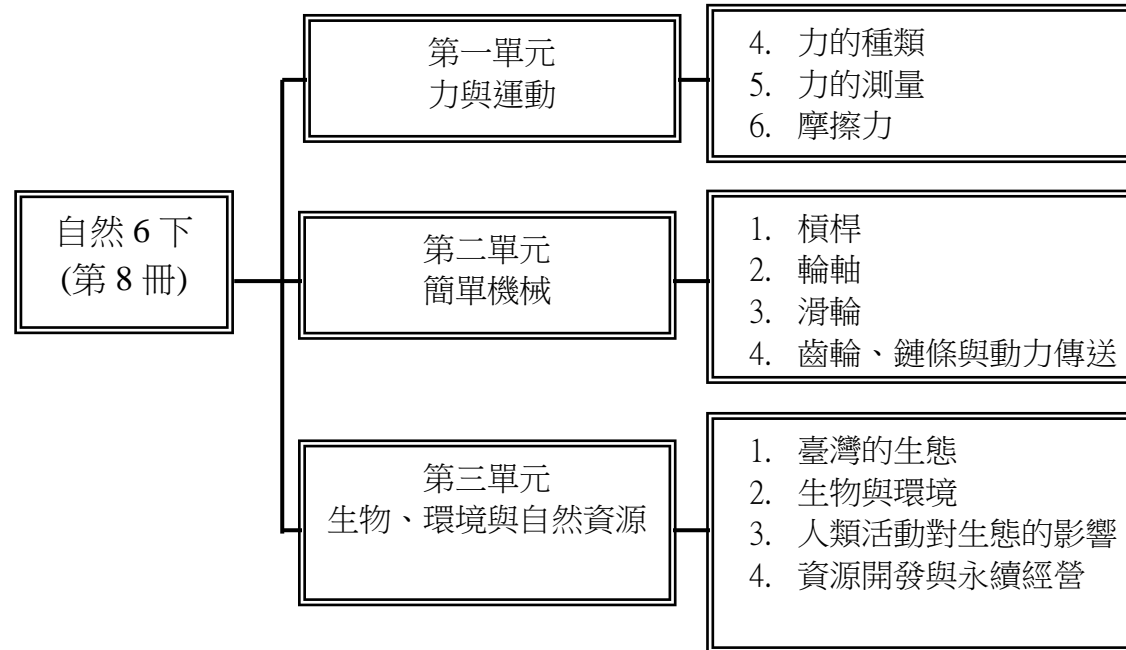 自然 6 下
(第 8 冊)
第一單元
力與運動
4. 力的種類
5. 力的測量
6. 摩擦力
第二單元
簡單機械
1. 槓桿
2. 輪軸
3. 滑輪
4. 齒輪、鏈條與動力傳送
第三單元
生物、環境與自然資源
1. 臺灣的生態
2. 生物與環境
3. 人類活動對生態的影響
4. 資源開發與永續經營